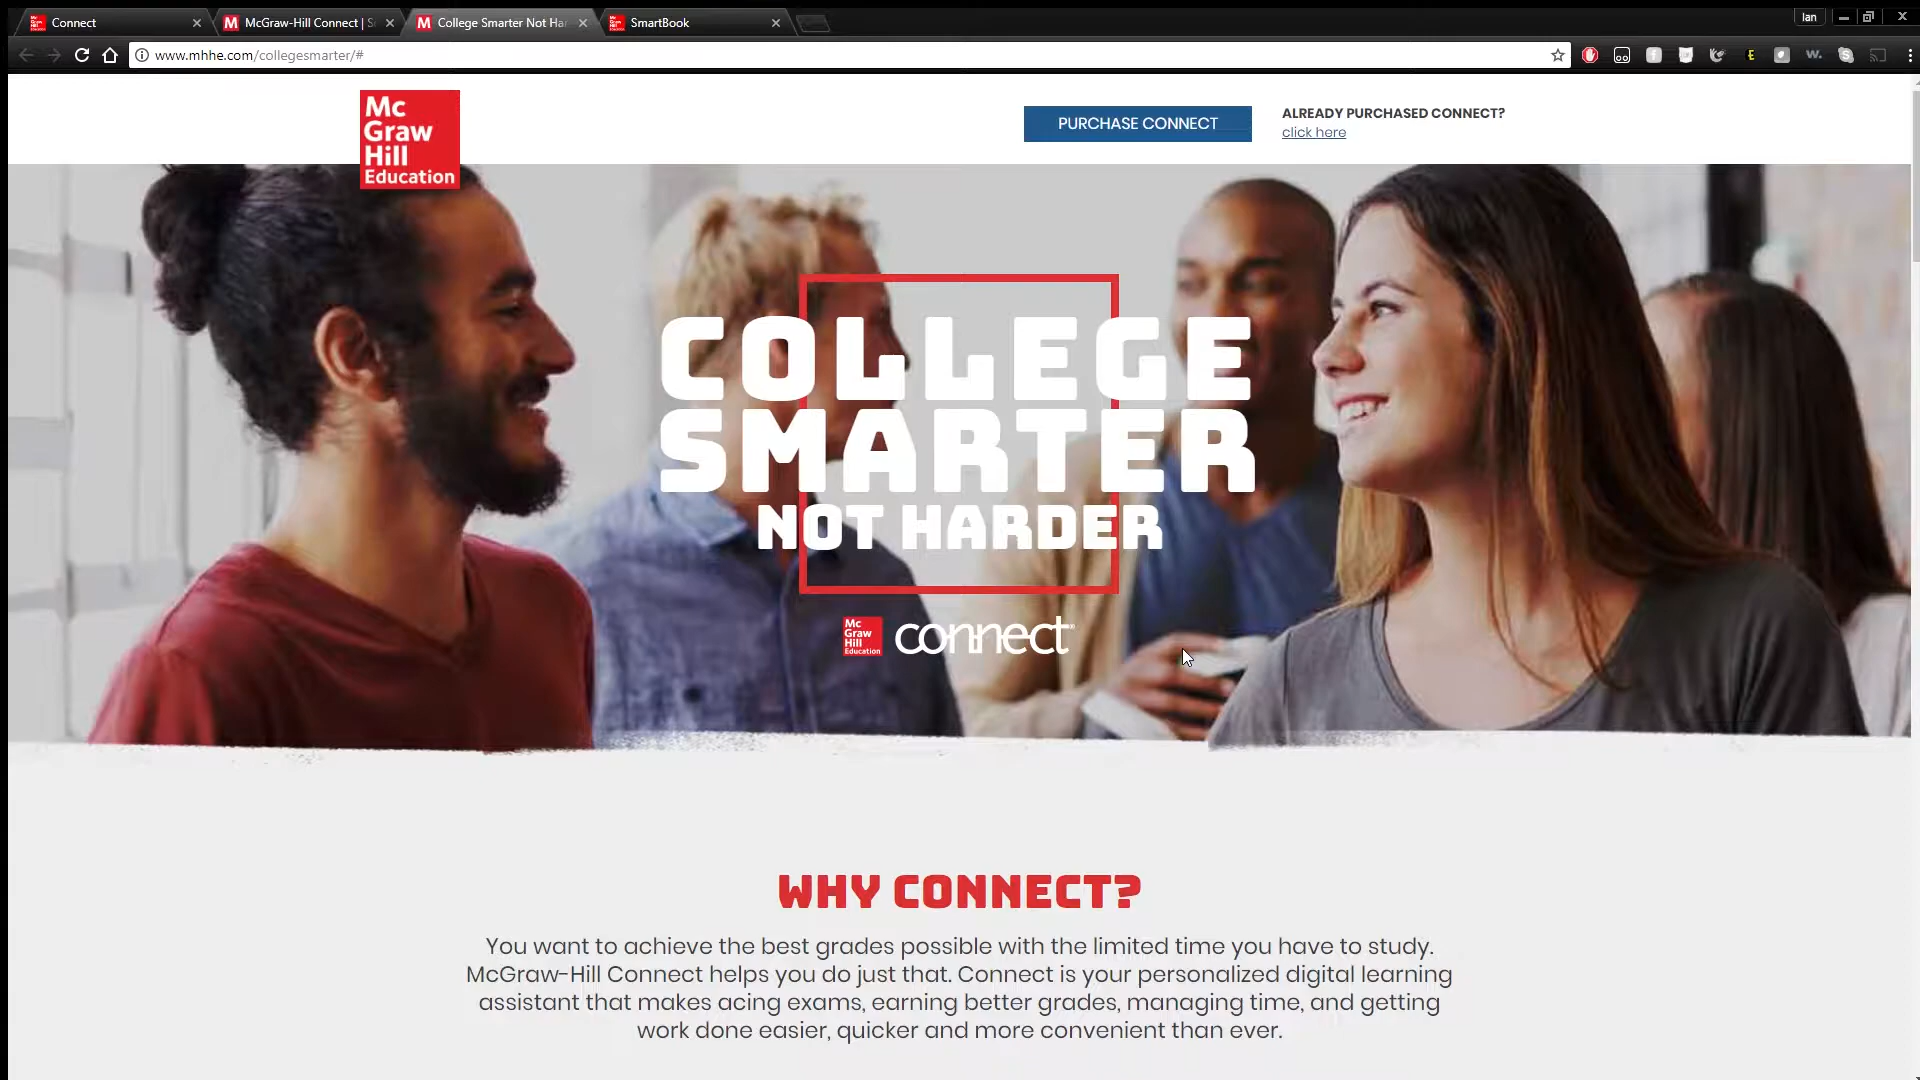 Connect
McGraw-Hill Connect | S
College Smarter Not Ha
SmartBook
Ian
www.mhhe.com/collegesmarter/#
Mc
Graw
Hill
Education
PURCHASE CONNECT
ALREADY PURCHASED CONNECT?
click here
COLLEGE
SMARTER
NOT HARDER
Mc
Graw
Hill
Education
connect
WHY CONNECT?
You want to achieve the best grades possible with the limited time you have to study.
McGraw-Hill Connect helps you do just that. Connect is your personalized digital learning
assistant that makes acing exams, earning better grades, managing time, and getting
work done easier, quicker and more convenient than ever.